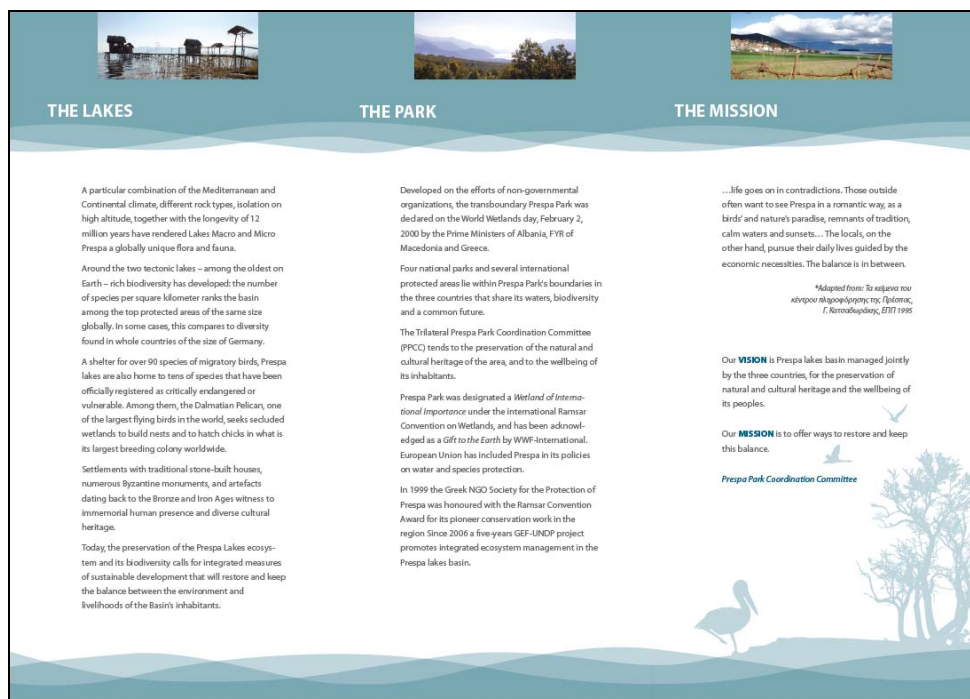 THE LAKES
A particular combination of the Mediterranean and
Continental climate, different rock types, isolation on
high altitude, together with the longevity of 12
million years have rendered Lakes Macro and Micro
Prespa a globally unique flora and fauna.
Around the two tectonic lakes – among the oldest on
Earth – rich biodiversity has developed: the number
of species per square kilometer ranks the basin
among the top protected areas of the same size
globally. In some cases, this compares to diversity
found in whole countries of the size of Germany.
A shelter for over 90 species of migratory birds, Prespa
lakes are also home to tens of species that have been
officially registered as critically endangered or
vulnerable. Among them, the Dalmatian Pelican, one
of the largest flying birds in the world, seeks secluded
wetlands to build nests and to hatch chicks in what is
its largest breeding colony worldwide.
Settlements with traditional stone-built houses,
numerous Byzantine monuments, and artefacts
dating back to the Bronze and Iron Ages witness to
immemorial human presence and diverse cultural
heritage.
Today, the preservation of the Prespa Lakes ecosys-
tem and its biodiversity calls for integrated measures
of sustainable development that will restore and keep
the balance between the environment and
livelihoods of the Basin's inhabitants.
THE PARK
Developed on the efforts of non-governmental
organizations, the transboundary Prespa Park was
declared on the World Wetlands day, February 2,
2000 by the Prime Ministers of Albania, FYR of
Macedonia and Greece.
Four national parks and several international
protected areas lie within Prespa Park's boundaries in
the three countries that share its waters, biodiversity
and a common future.
The Trilateral Prespa Park Coordination Committee
(PPCC) tends to the preservation of the natural and
cultural heritage of the area, and to the wellbeing of
its inhabitants.
Prespa Park was designated a Wetland of Interna-
tional Importance under the international Ramsar
Convention on Wetlands, and has been acknowl-
edged as a Gift to the Earth by WWF-International.
European Union has included Prespa in its policies
on water and species protection.
In 1999 the Greek NGO Society for the Protection of
Prespa was honoured with the Ramsar Convention
Award for its pioneer conservation work in the
region Since 2006 a five-years GEF-UNDP project
promotes integrated ecosystem management in the
Prespa lakes basin.
THE MISSION
…life goes on in contradictions. Those outside
often want to see Prespa in a romantic way, as a
birds' and nature's paradise, remnants of tradition,
calm waters and sunsets… The locals, on the
other hand, pursue their daily lives guided by the
economic necessities. The balance is in between.
*Adapted from: Τα κείμενα του
κέντρου πληροφόρησης της Πρέσπας,
Γ. Κατσαδωράκης, ΕΠΠ 1995
Our VISION is Prespa lakes basin managed jointly
by the three countries, for the preservation of
natural and cultural heritage and the wellbeing of
its peoples.
Our MISSION is to offer ways to restore and keep
this balance.
Prespa Park Coordination Committee